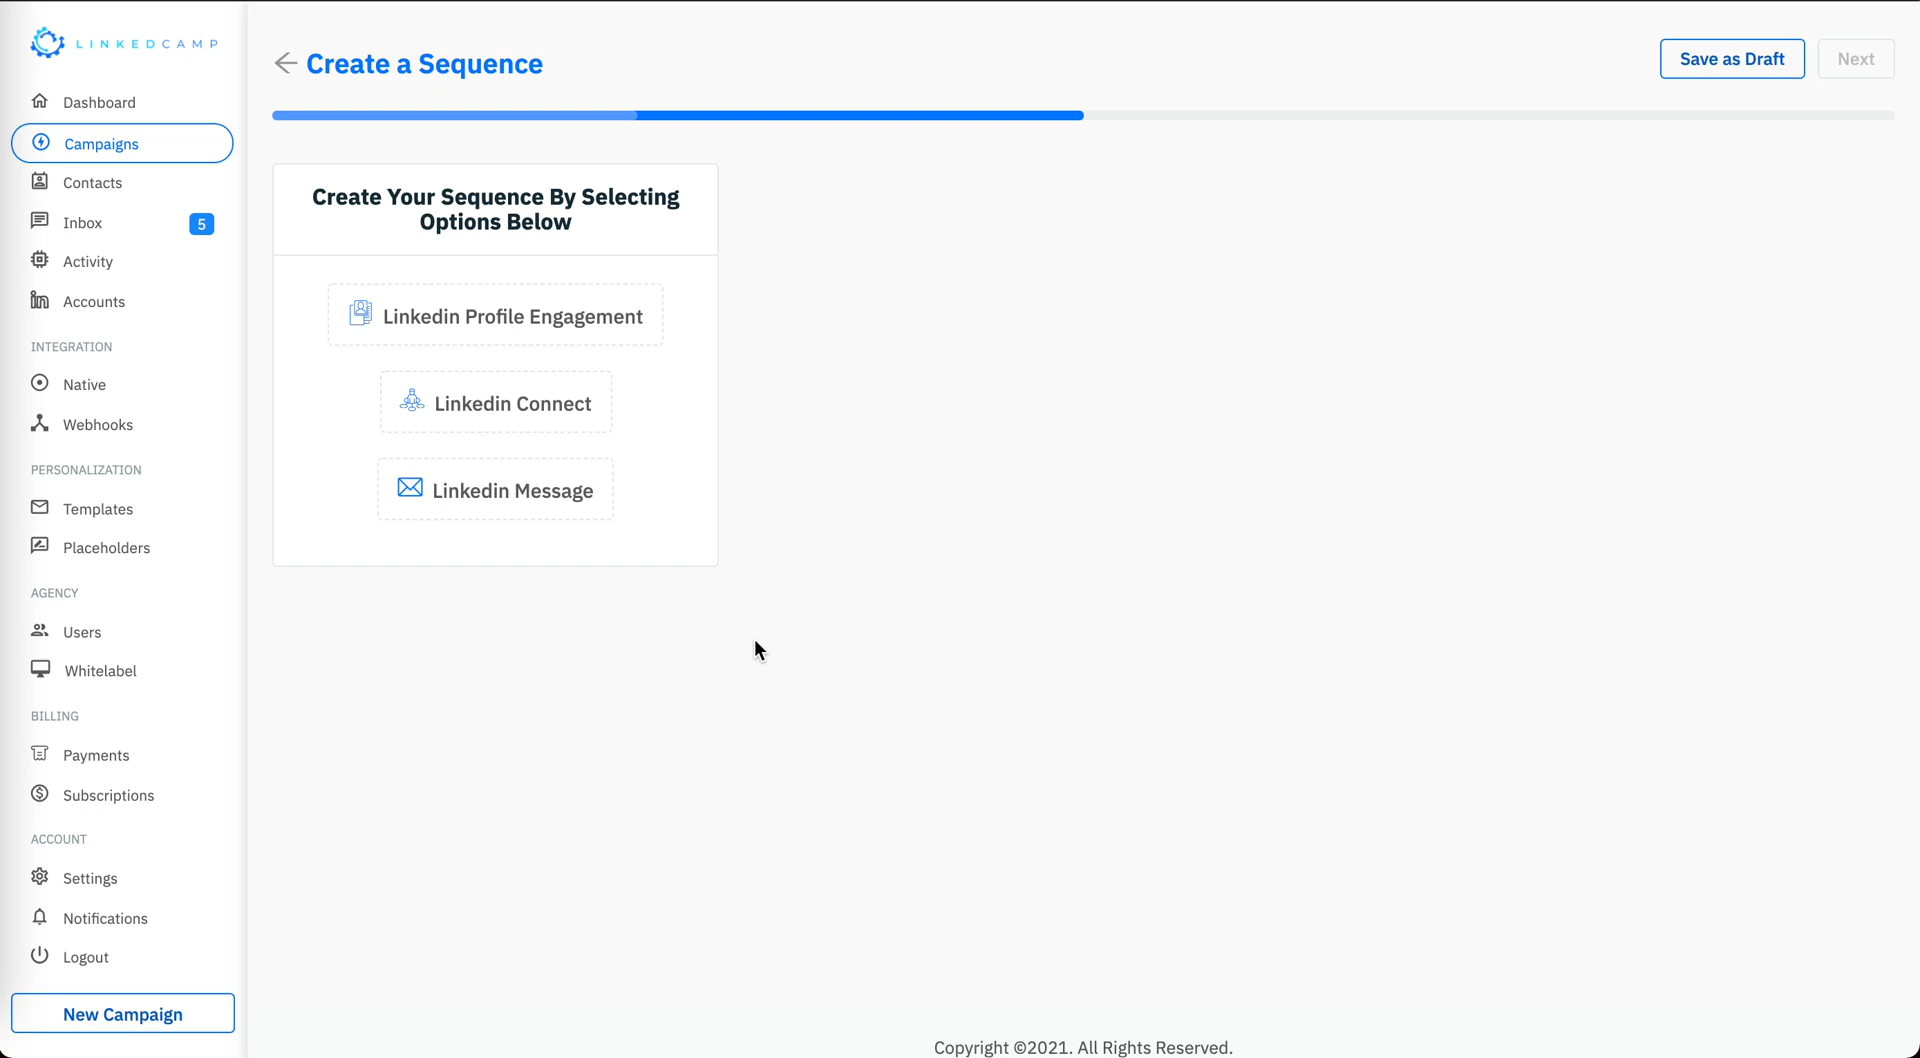 LINKEDCAMP
Dashboard
Campaigns
Contacts
Inbox 5
Activity
Accounts
INTEGRATION
Native
Webhooks
PERSONALIZATION
Templates
Placeholders
AGENCY
Users
Whitelabel
BILLING
Payments
Subscriptions
ACCOUNT
Settings
Notifications
Logout
New Campaign
Create a Sequence
Save as Draft
Next
Create Your Sequence By Selecting
Options Below
Linkedin Profile Engagement
Linkedin Connect
Linkedin Message
Copyright ©2021. All Rights Reserved.